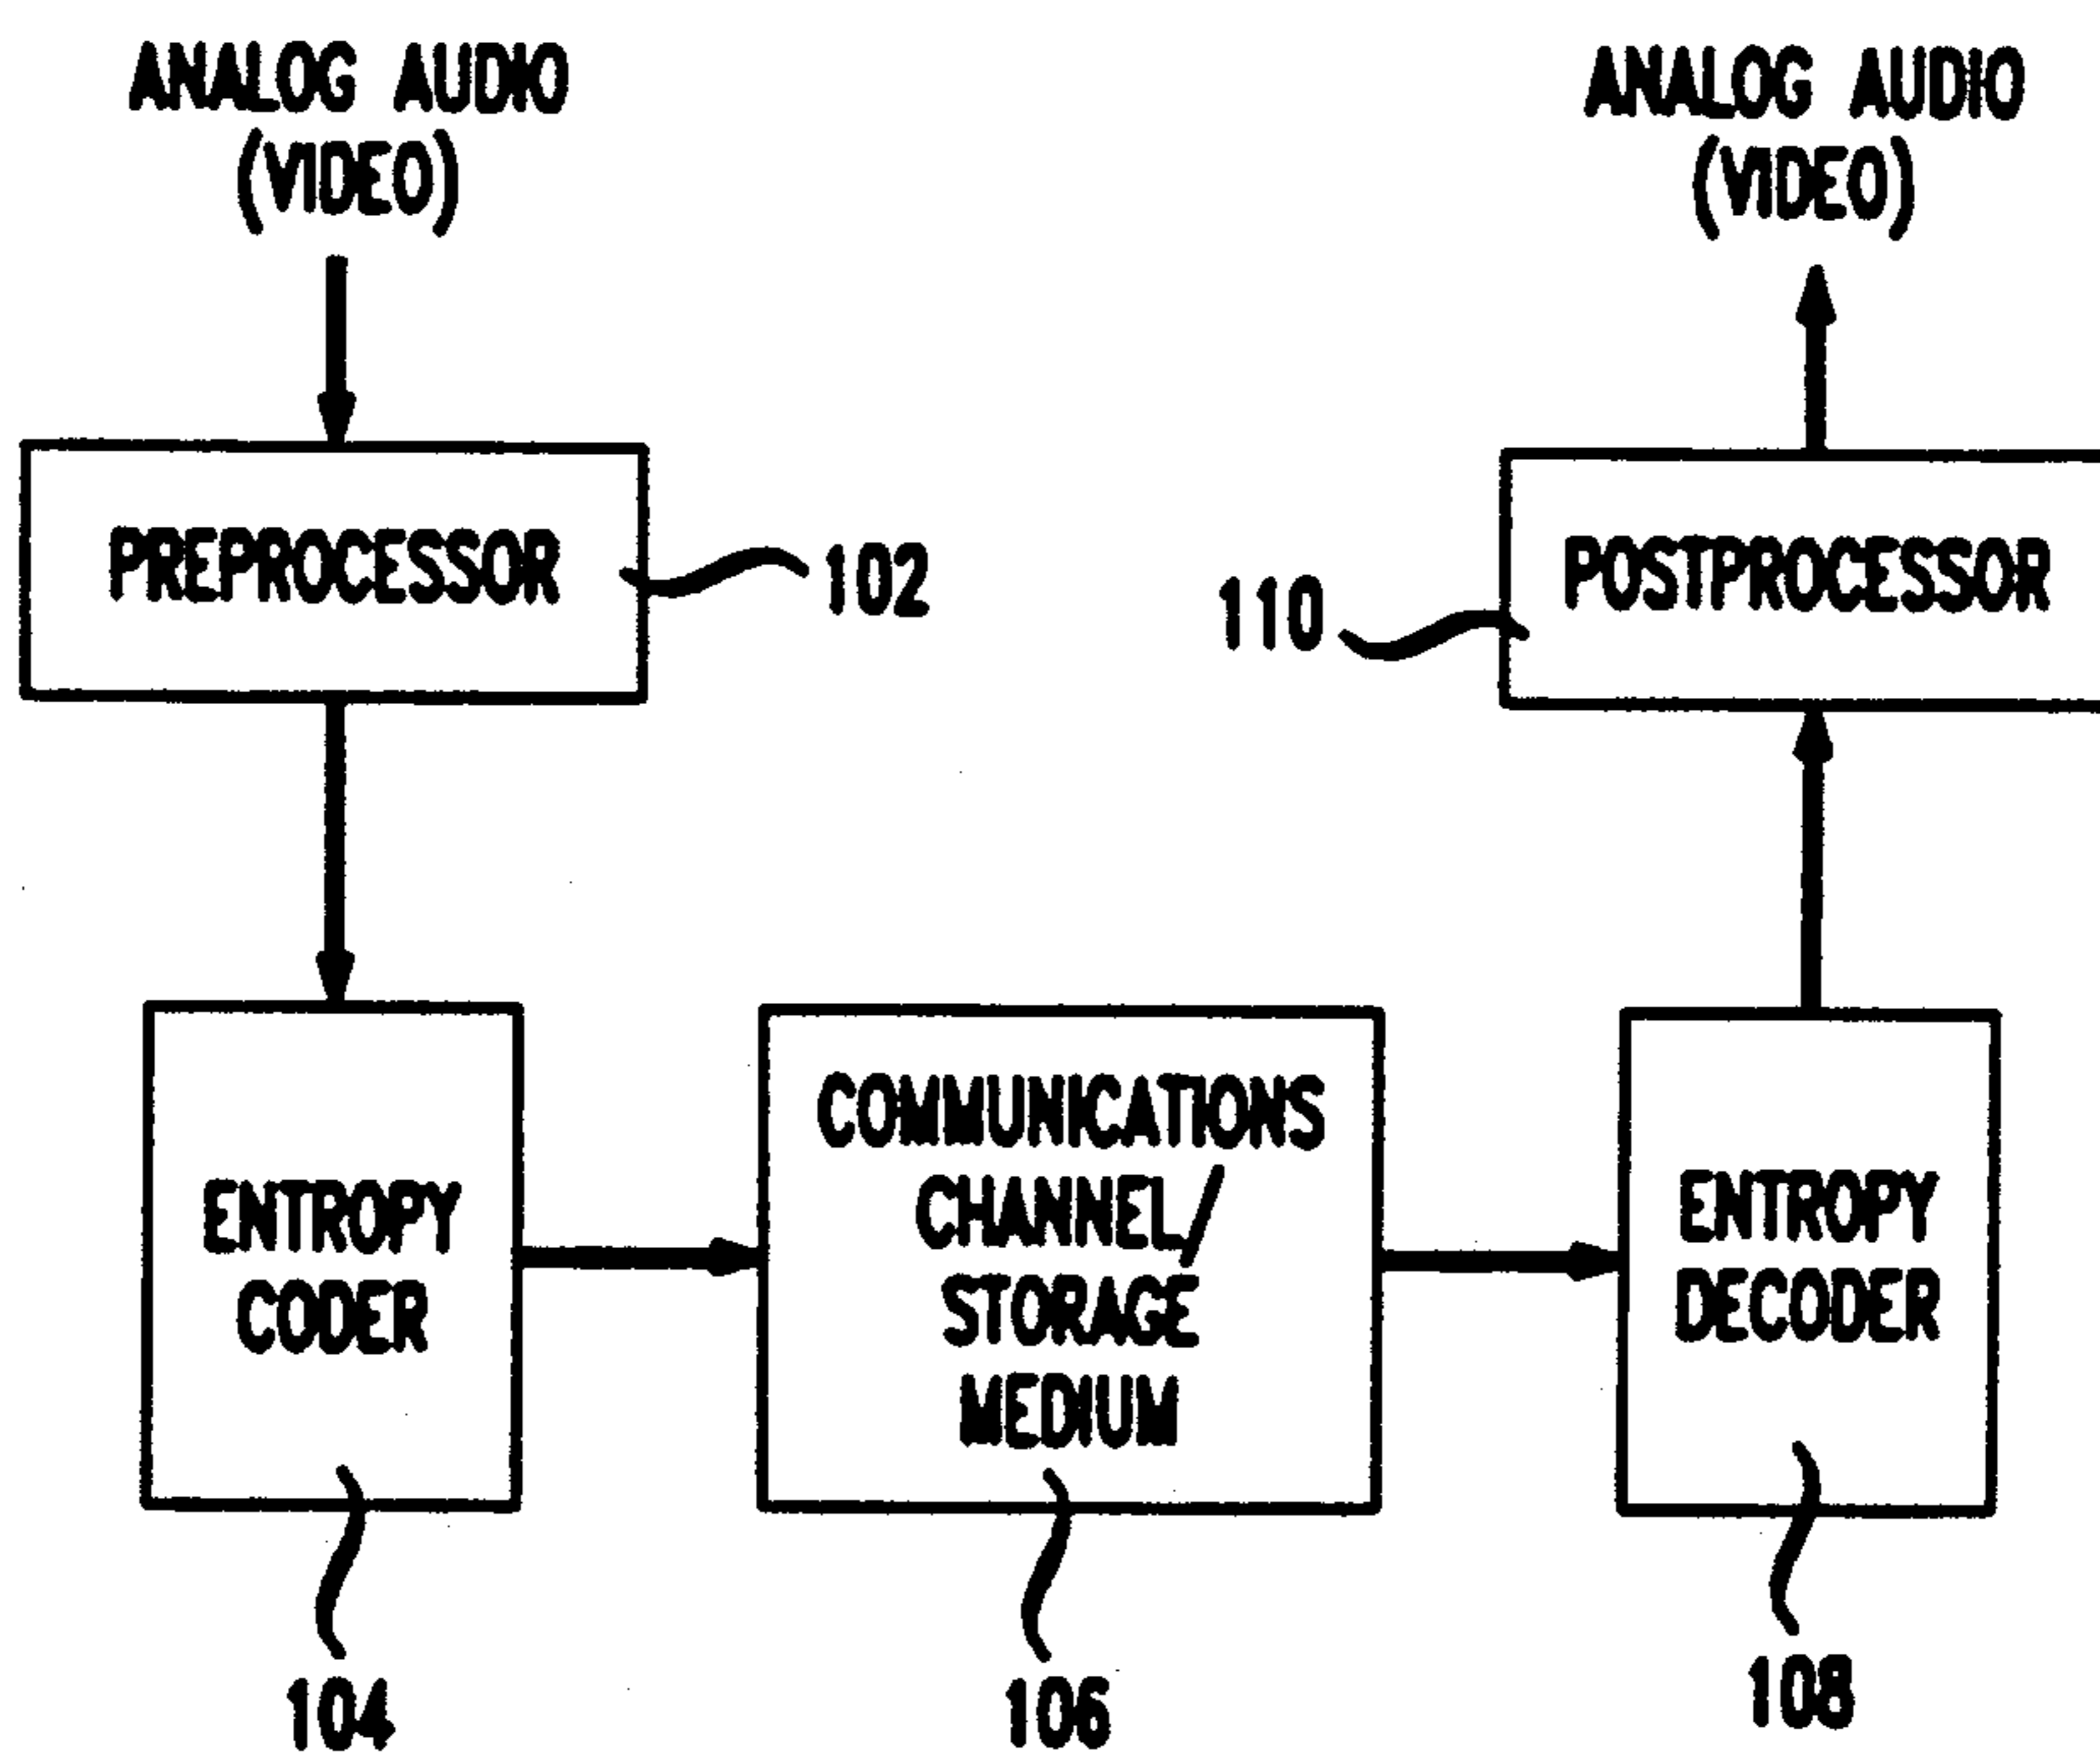 ANALOG AUDIO
(VIDEO)
ANALOG AUDIO
(VIDEO)
PREPROCESSOR
102
110
POSTPROCESSOR
ENTROPY
CODER
COMMUNICATIONS
CHANNEL/
STORAGE
MEDIUM
ENTROPY
DECODER
104
106
108